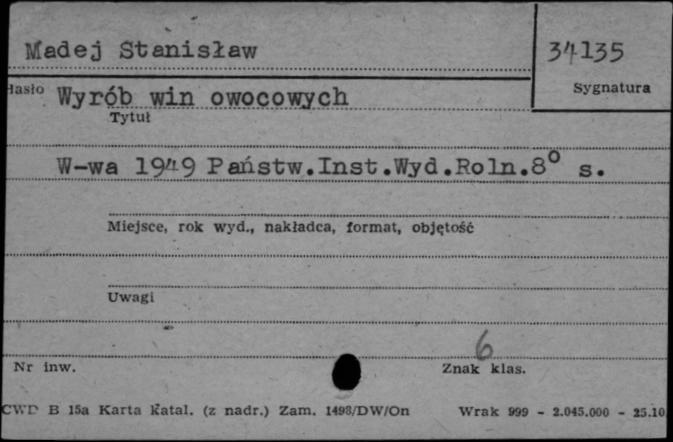 Madej Stanisław
34135
Hasło
Sygnatura
Wyrób win owocowych
Tytuł
W-wa 1949 Państw.Inst.Wyd.Roln.8° s.
Miejsce, rok wyd., nakładca, format, objętość
Uwagi
6
Nr inw.
Znak klas.
CWD B 15a Karta katal. (z nadr.) Zam. 1498/DW/On Wrak 999 - 2.045.000 - 25.10